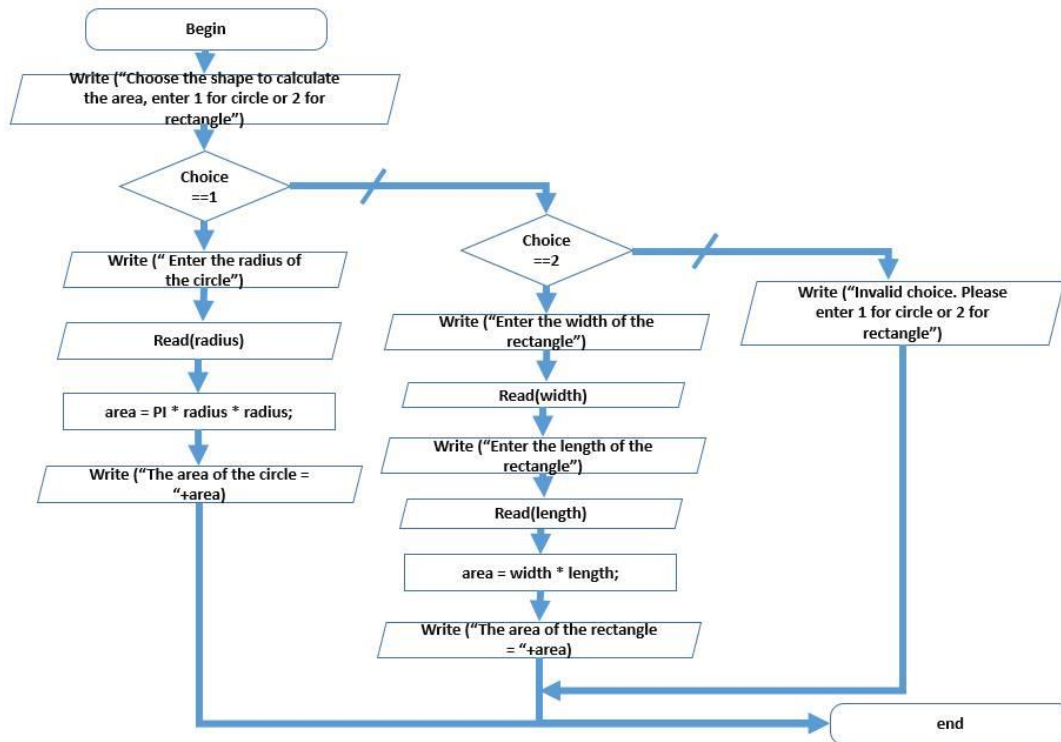 Begin
Write (“Choose the shape to calculate
the area, enter 1 for circle or 2 for
rectangle”)
Choice
==1
Write (“ Enter the radius of
the circle”)
Read(radius)
area = PI * radius * radius;
Write (“The area of the circle =
“+area)
Choice
==2
Write (“Enter the width of the
rectangle”)
Read(width)
Write (“Enter the length of the
rectangle”)
Read(length)
area = width * length;
Write (“The area of the rectangle
= “+area)
Write (“Invalid choice. Please
enter 1 for circle or 2 for
rectangle”)
end